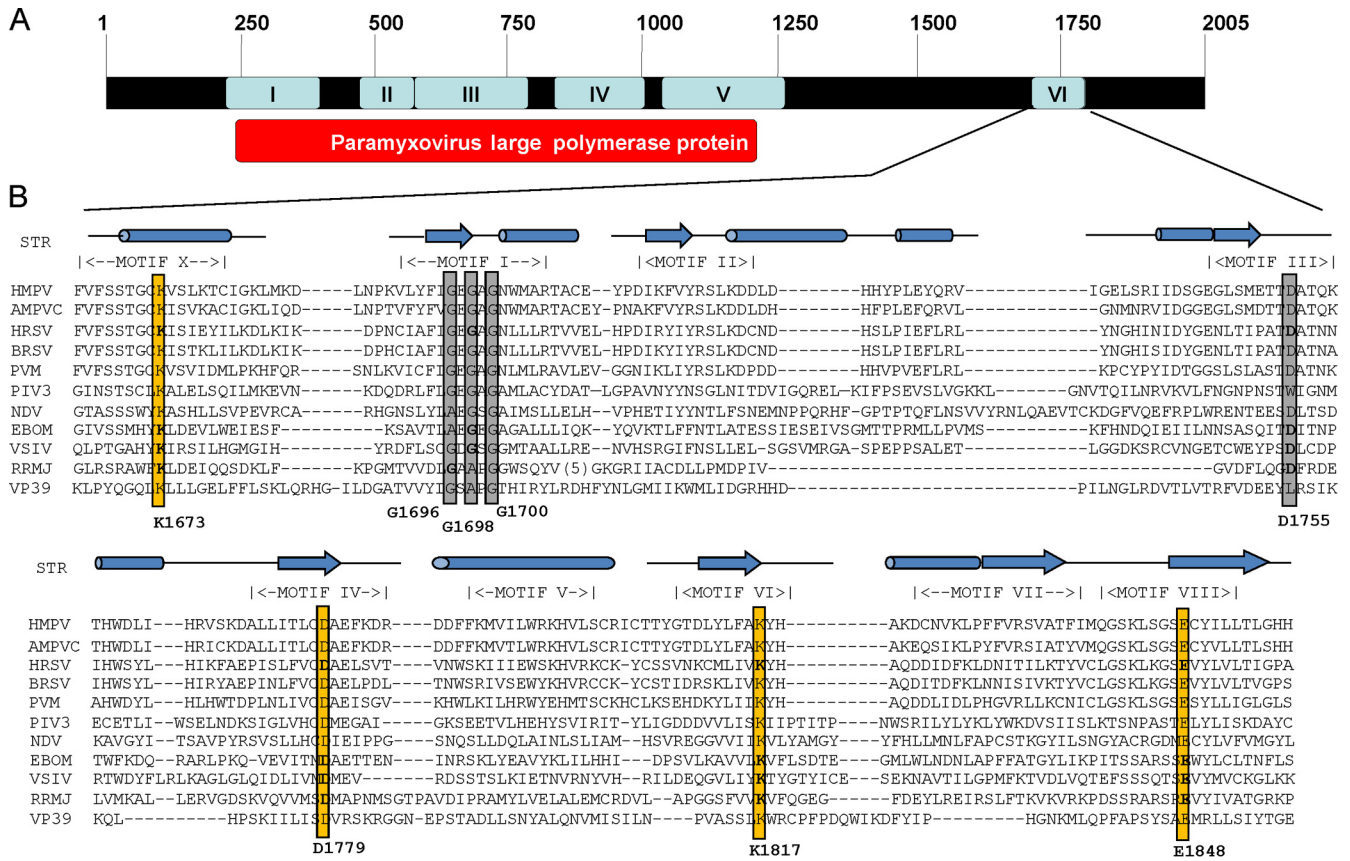 A
1 250 500 750 1000 1250 1500 1750 2005
I II III IV V VI
Paramyxovirus large polymerase protein
B
STR
|<--MOTIF X-->| |<--MOTIF I-->| |<MOTIF II>| |<MOTIF III>|
HMPV FVFSSTGCKVSLKTCIGKLMKD-----LNPKVLYFIGEGAGNWMARTACE-YPDIKFVYRSLKDDLD----HHYPLEYQRV-----------IGELSRIIDSGEGLSMETTDATQK
AMPVC FVFSSTGCKISVKACIGKLIQD-----LNPTVFYFVGEGAGNWMARTACEY-PNAKFVYRSLKDDLDH----HFPLEFQRVL-----------GNMNRVIDGGEGLSMETTDATQK
HRSV FVFSSTGCKISIEYILKDLKIK-----DPNCIAFIGEGAGNLLLRTVVEL-HPDIRYIYRSLKDCND-----HSLPIEFLRL-----------YNGHINIDYGENLTIPATDATNN
BRSV FVFSSTGCKISTKLILKDLKIK-----DPHCIAFIGEGAGNLLLRTVVEL-HPDIKYIYRSLKDCND-----HSLPIEFLRL-----------YNGHISIDYGENLTIPATDATNA
PVM FVFSSTGCKVSVIDMLPKHFQR-----SNLKVICFIGEGAGNLMLRAVLEV-GGNIKLIYRSLKDPDD----HHVPVEFLRL-----------KPCYPYIDTGGSLSLASTDATNK
PIV3 GINSTSCLKALELSQILMKEVN----KDQDRLFIGEGAGAMLACYDAT-LGPAVNYYNSGLNITDVIGQREL-KIFPSEVSLVGKKL-----GNVTQILNRVKVLFNGNPNSTWIGNM
NDV GTASSSWYKASHLLSVPEVRCA----RHGNSLYLAEGSGAIMSLLELH-VPHETIYYNTLFSNEMNPPQRHF-GPTPTQFLNSVVYRNLQAEVTCKDGFVQEFRPLWRENTEESDLTSD
EBOM GIVSSMHYKLDEVLWEIESF------KSAVTLAEGEGAGALLLIQK-YQVKTLFFNTLATESSIESEIVSGMTTPRMLLPVMS------KFHNDQIEIILNNSASQITDITNP
VSIV QLPTGAHYKIRSILHGMGIH------YRDFLSCGDGSGGMTAALLRE-NVHSRGIFNSLLEL-SGSVMRGA-SPEPPSALET-------LGGDKSRCVNGETCWEYPSDLCDP
RRMJ GLRSRAWFKLDEIQQSDKLF-----KPGMTVVDLGAAPGGWSQYV(5)GKGRIIACDLLPMDPIV----------------------------GVDFLQGDFRDE
VP39 KLPYQGQLKLLLGELFFLSKLQRHG-ILDGATVVYIGSAPGTHIRYLRDHFYNLGMIIKWMLIDGRHHD------------------PILNGLRDVTLVTRFVDEEYLRSIK
K1673 G1696 G1698 G1700 D1755
STR
|<-MOTIF IV->| |<-MOTIF V->| |<MOTIF VI>| |<--MOTIF VII-->| |<MOTIF VIII>|
HMPV THWDLI---HRVSKDALLITLCDAEFKDR---DDFFKMVILWRKHVLSCRICTTYGTDLYLFAKYH-------AKDCNVKLPFFVRSVATFIMQGSKLSGSECYILLTLGHH
AMPVC THWDLI---HRICKDALLITLCDAEFKDR---DDFFKMVTLWRKHVLSCRICTTYGTDLYLFAKYH-------AKEQSIKLPYFVRSVATYVMQGSKLSGSECYVLLTLSHH
HRSV IHWSYL---HIKFAEPISLFVCDAELSVT---VNWSKIIIEWSKHVRKCK-YCSSVNKCMLIVKYH-------AQDDIDFKLDNITILKTYVCLGSKLKGSEVYLVLTIGPA
BRSV IHWSYL---HIRYAEPINLFVCDAELPDL---TNWSRIVSEWYKHVRCCK-YCSTIDRSKLIVKYH-------AQDITDFKLNNISIVKTYVCLGSKLKGSEVYLVLTVGPS
PVM AHWDYL---HLHWTDPLNLIVCDAEISGV---KHWLKILHRWYEHMTSCKHCLKSEHDKYLIIKYH-------AQDDLIDLPHGVRLLKCNICLGSKLSGSESYLLIGLGLS
PIV3 ECETLI---WSELNDKSIGLVHCDMEGAI---GKSEETVLHEHYSVIRIT-YLIGDDDVVLISKIIPTITP---NWSRILYLYKLYWKDVSIISLKTSNPASTELYLISKDAYC
NDV KAVGYI--TSAVPYRSVSLLHCDIEIPPG---SNQSLLDQLAINLSLIAM-HSVREGGVVIIKVLYAMGY---YFHLLMNLFAPCSTKGYILSNGYACRGDMECYLVFVMGYL
EBOM TWFKDQ--RARLPKQ-VEVITMDAETTEN---INRSKLYEAVYKLILHHI--DPSVLKAVVLKVFLSDTE---GMLWLNDNLAPFFATGYLIKPITSSARSSEWYLCLTNFLS
VSIV RTWDYFLRLKAGLGLQIDLIVMDMEV-----RDSSTSLKIETNVRNYVH-RILDEQGVLIYKTYGTYICE---SEKNAVTILGPMFKTVDLVQTEFSSSQTSEVYMVCKGLKK
RRMJ LVMKAL--LERVGDSKVQVVMSDMAPNMSGTPAVDIPRAMYLVELALEMCRDVL--APGGSFVVKVFQGEG----FDEYLREIRSLFTKVKVRKPDSSRARSREVYIVATGRKP
VP39 KQL------HPSKIILISDVRSKRGGN-EPSTADLLSNYALQNVMISILN---PVASSLKWRCPFPDQWIKDFYIP--------HGNKMLQPFAPSYSAEMRLLSIYTGE
D1779 K1817 E1848